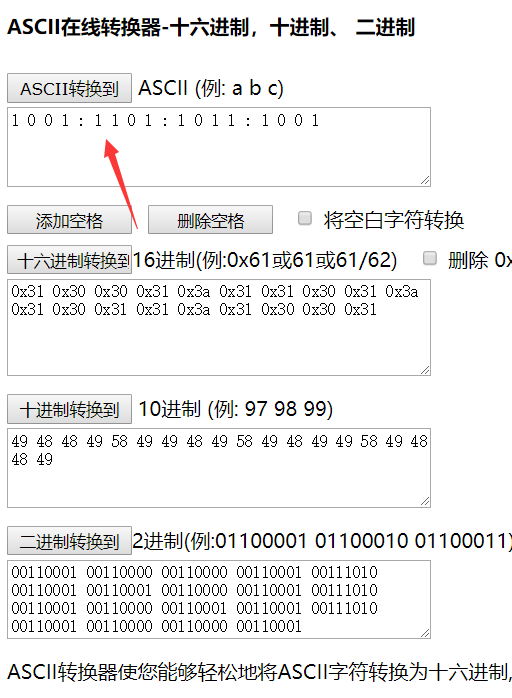 ASCII在线转换器-十六进制，十进制、 二进制
ASCII转换到 ASCII (例: a b c)
1 0 0 1 : 1 1 0 1 : 1 0 1 1 : 1 0 0 1
添加空格 删除空格 将空白字符转换
十六进制转换到 16进制(例:0x61或61或61/62) 删除 0x
0x31 0x30 0x30 0x31 0x3a 0x31 0x31 0x30 0x31 0x3a
0x31 0x30 0x31 0x31 0x3a 0x31 0x30 0x30 0x31
十进制转换到 10进制 (例: 97 98 99)
49 48 48 49 58 49 49 48 49 58 49 48 49 49 58 49 48
48 49
二进制转换到 2进制(例:01100001 01100010 01100011)
00110001 00110000 00110000 00110001 00111010
00110001 00110001 00110000 00110001 00111010
00110001 00110000 00110001 00110001 00111010
00110001 00110000 00110000 00110001
ASCII转换器使您能够轻松地将ASCII字符转换为十六进制,